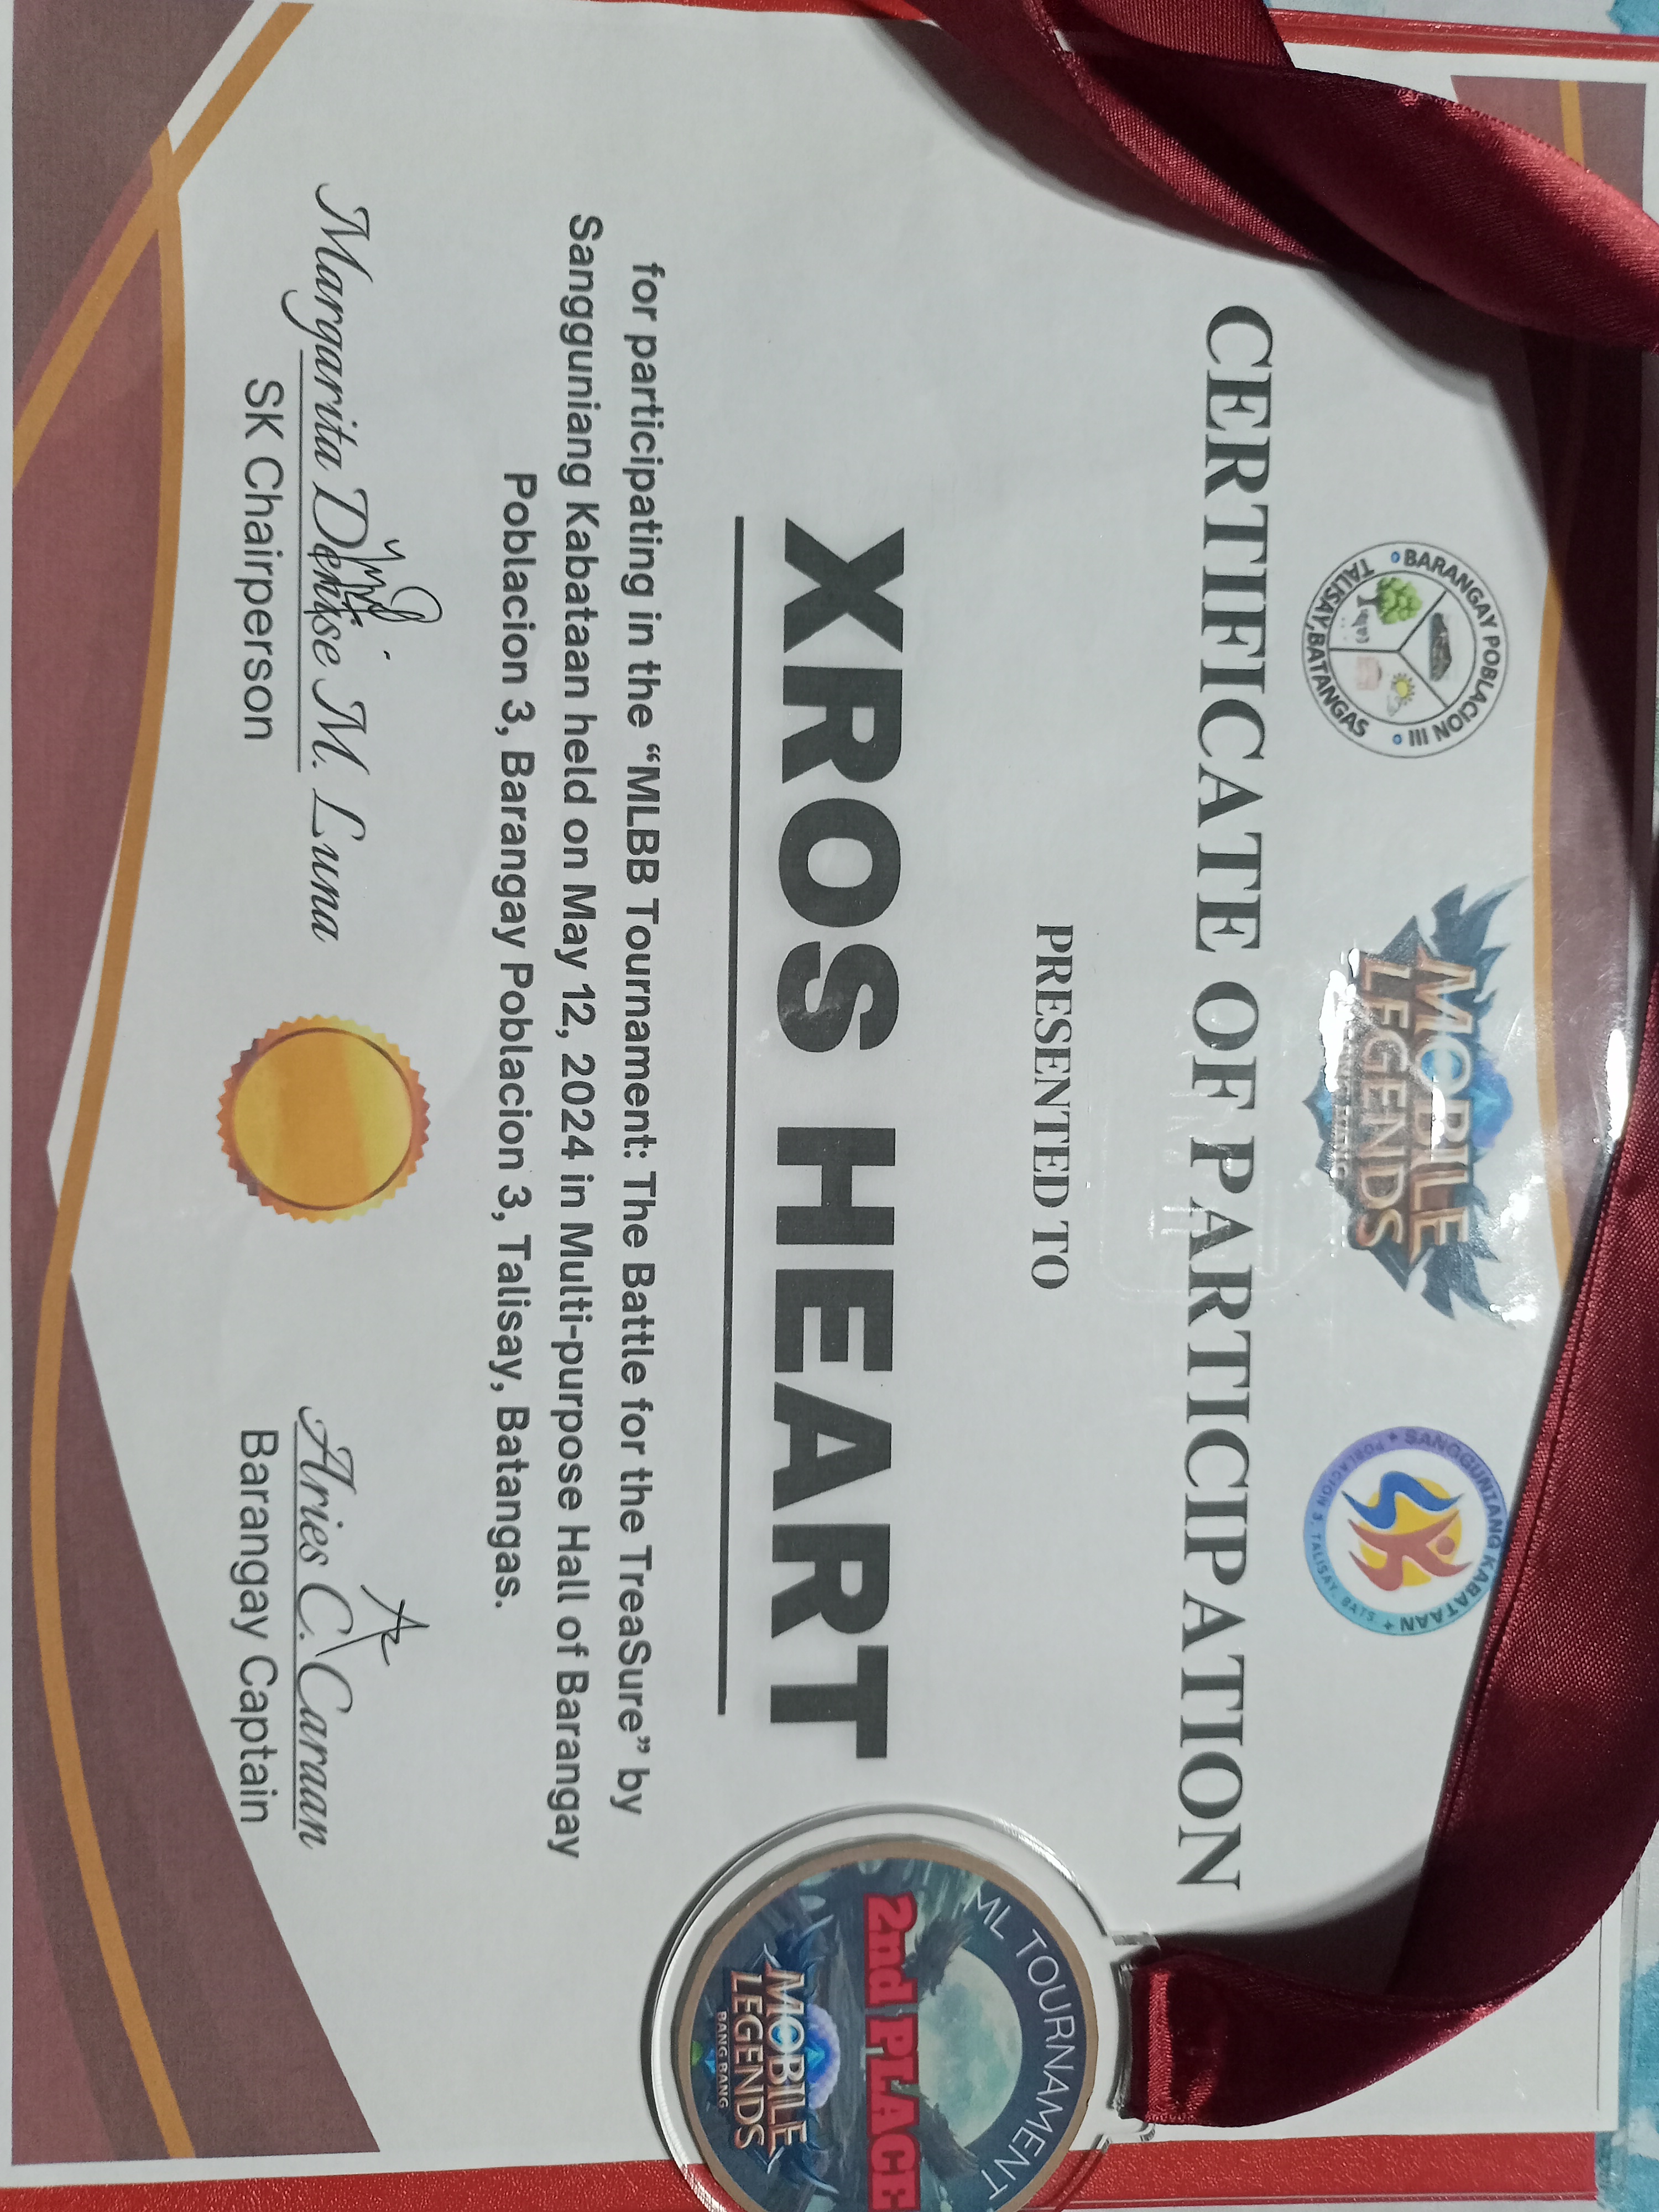 BARANGAY POBLACION III
TALISAY, BATANGAS
MOBILE
LEGENDS
BANG BANG
SANGGUNIANG KABATAAN
POBLACION 3, TALISAY, BATS.
CERTIFICATE OF PARTICIPATION
PRESENTED TO
XROS HEART
for participating in the “MLBB Tournament: The Battle for the TreaSure” by
Sangguniang Kabataan held on May 12, 2024 in Multi-purpose Hall of Barangay
Poblacion 3, Barangay Poblacion 3, Talisay, Batangas.
Margarita Denise M. Luna
SK Chairperson
Aries C. Caraan
Barangay Captain
ML TOURNAMENT
2nd PLACE
MOBILE
LEGENDS
BANG BANG